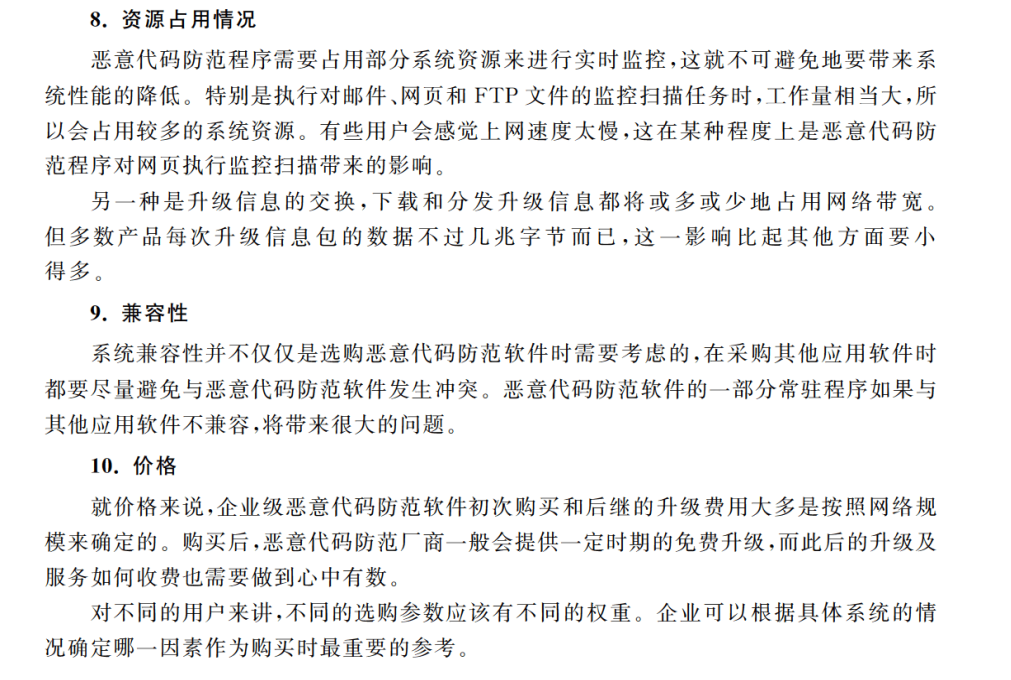 8. 资源占用情况
恶意代码防范程序需要占用部分系统资源来进行实时监控,这就不可避免地要带来系
统性能的降低。特别是执行对邮件、网页和 FTP 文件的监控扫描任务时,工作量相当大,所
以会占用较多的系统资源。有些用户会感觉上网速度太慢,这在某种程度上是恶意代码防
范程序对网页执行监控扫描带来的影响。
另一种是升级信息的交换,下载和分发升级信息都将或多或少地占用网络带宽。
但多数产品每次升级信息包的数据不过几兆字节而已,这一影响比起其他方面要小
得多。
9. 兼容性
系统兼容性并不仅仅是选购恶意代码防范软件时需要考虑的,在采购其他应用软件时
都要尽量避免与恶意代码防范软件发生冲突。恶意代码防范软件的一部分常驻程序如果与
其他应用软件不兼容,将带来很大的问题。
10. 价格
就价格来说,企业级恶意代码防范软件初次购买和后继的升级费用大多是按照网络规
模来确定的。购买后,恶意代码防范厂商一般会提供一定时期的免费升级,而此后的升级及
服务如何收费也需要做到心中有数。
对不同的用户来讲,不同的选购参数应该有不同的权重。企业可以根据具体系统的情
况确定哪一因素作为购买时最重要的参考。